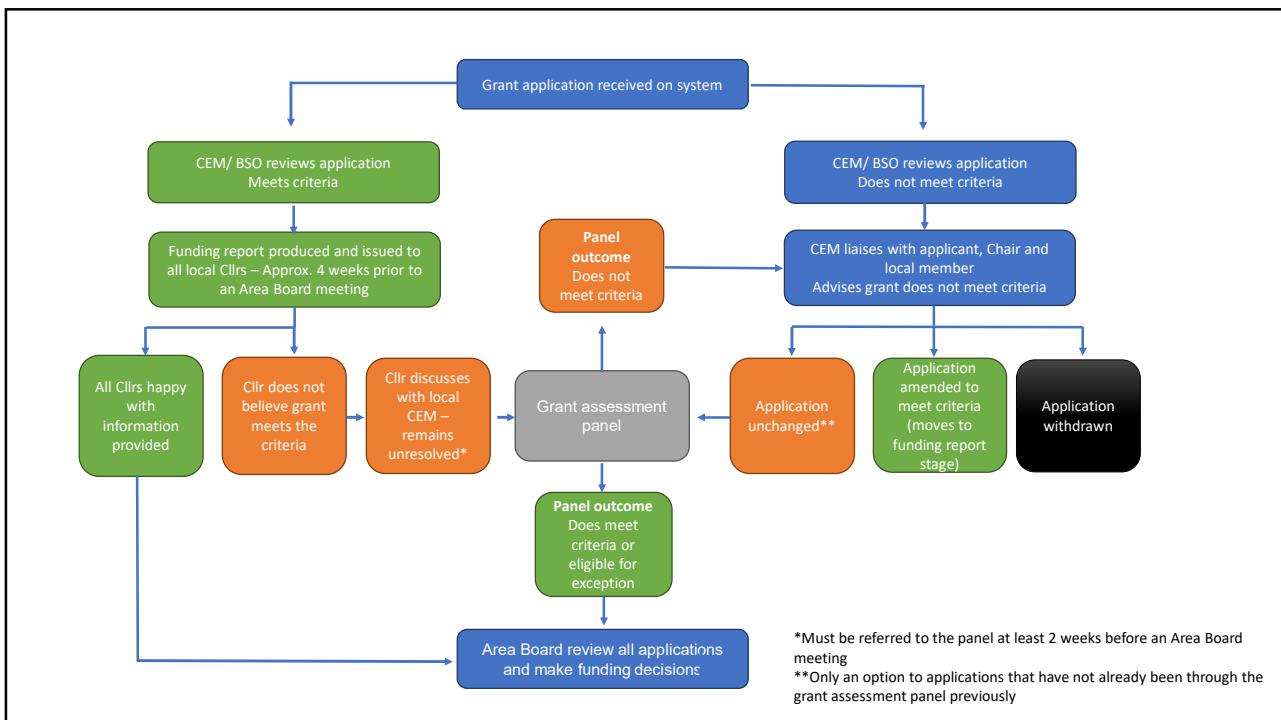 Grant application received on system
CEM/ BSO reviews application
Meets criteria
CEM/ BSO reviews application
Does not meet criteria
Funding report produced and issued to
all local Cllrs – Approx. 4 weeks prior to
an Area Board meeting
Panel
outcome
Does not
meet criteria
CEM liaises with applicant, Chair and
local member
Advises grant does not meet criteria
All Cllrs happy
with
information
provided
Cllr does not
believe grant
meets the
criteria
Cllr discusses
with local
CEM –
remains
unresolved*
Grant assessment
panel
Application
unchanged**
Application
amended to
meet criteria
(moves to
funding report
stage)
Application
withdrawn
Panel outcome
Does meet
criteria or
eligible for
exception
Area Board review all applications
and make funding decisions
*Must be referred to the panel at least 2 weeks before an Area Board
meeting
**Only an option to applications that have not already been through the
grant assessment panel previously